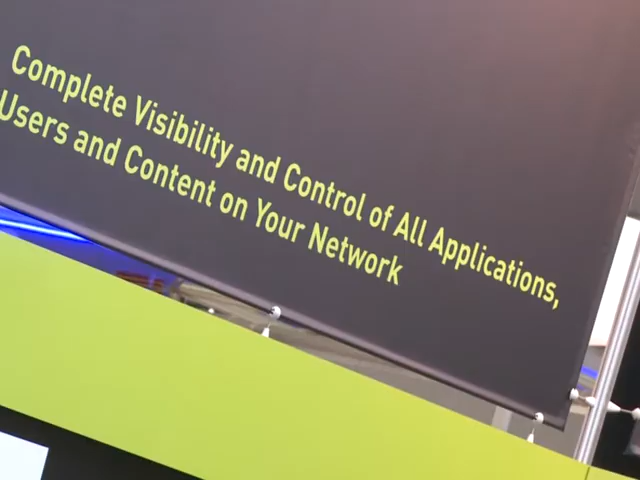 Complete Visibility and Control of All Applications,
Users and Content on Your Network